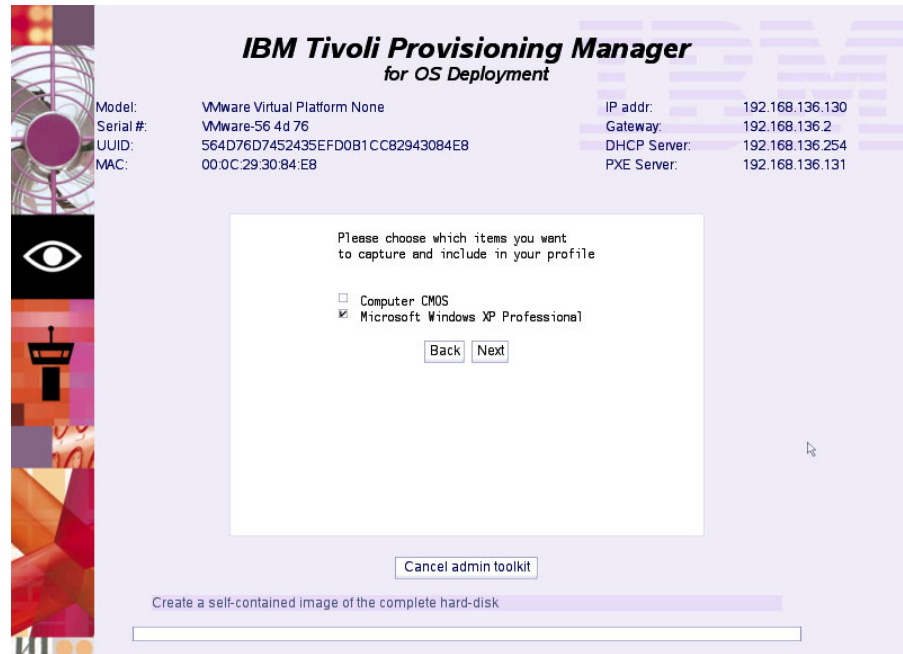 IBM Tivoli Provisioning Manager
for OS Deployment
Model: VMware Virtual Platform None IP addr: 192.168.136.130
Serial #: VMware-56 4d 76 Gateway: 192.168.136.2
UUID: 564D76D7452435EFD0B1CC82943084E8 DHCP Server: 192.168.136.254
MAC: 00:0C:29:30:84:E8 PXE Server: 192.168.136.131
Please choose which items you want
to capture and include in your profile
Computer CMOS
Microsoft Windows XP Professional
Back Next
Cancel admin toolkit
Create a self-contained image of the complete hard-disk